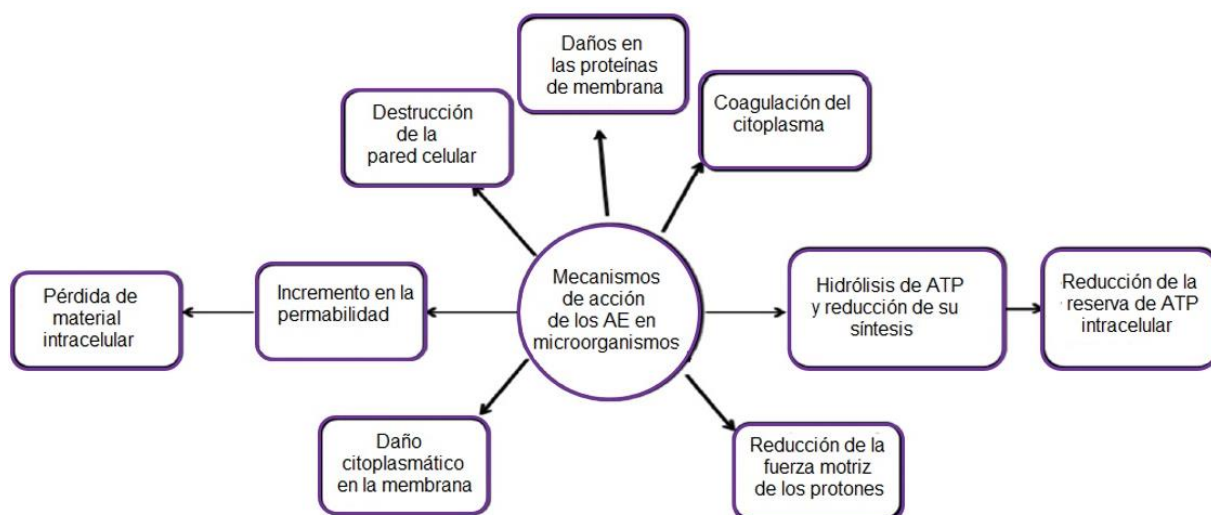 Daños en
las proteínas
de membrana
Coagulación del
citoplasma
Destrucción
de la
pared celular
Mecanismos
de acción
de los AE en
microorganismos
Hidrólisis de ATP
y reducción de su
síntesis
Reducción de la
reserva de ATP
intracelular
Incremento en la
permabilidad
Pérdida de
material
intracelular
Daño
citoplasmático
en la membrana
Reducción de la
fuerza motriz
de los protones